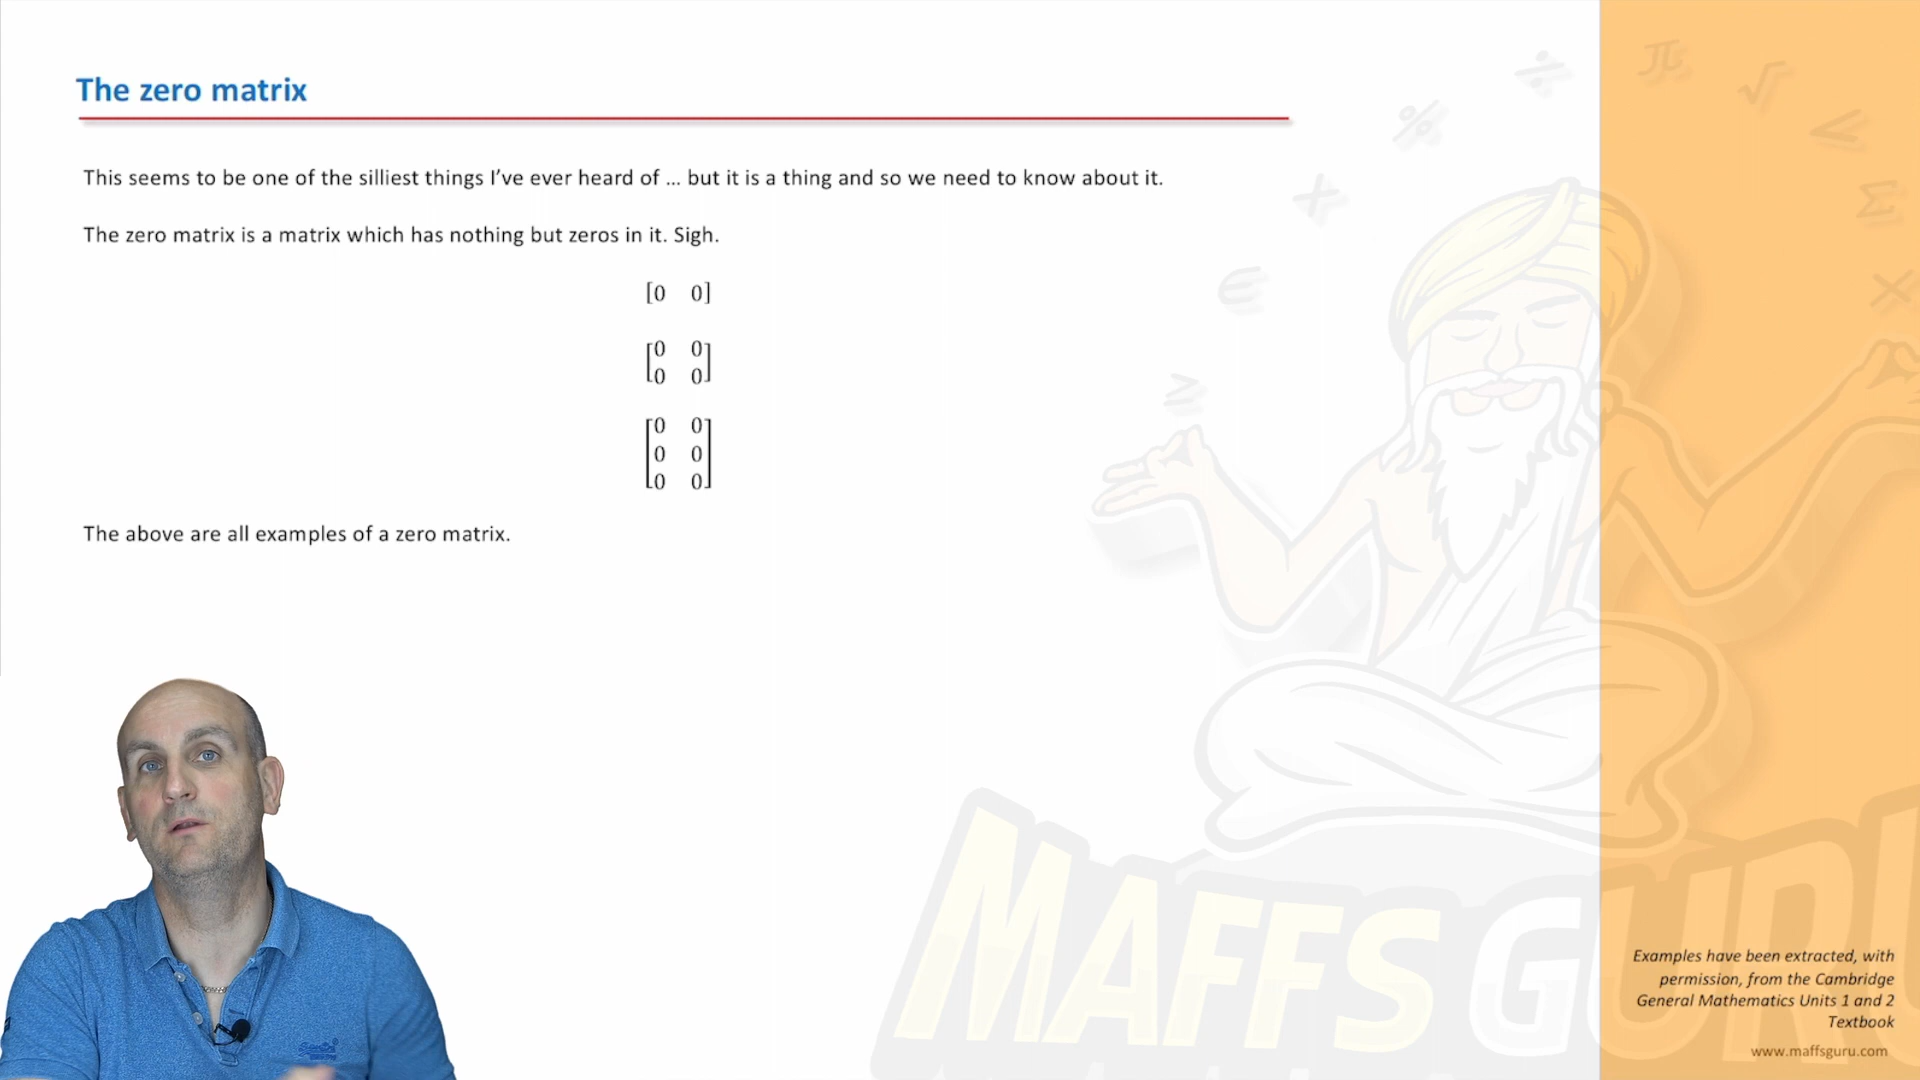 The zero matrix
This seems to be one of the silliest things I've ever heard of ... but it is a thing and so we need to know about it.
The zero matrix is a matrix which has nothing but zeros in it. Sigh.
[0 0]
[0 0
0 0]
[0 0
0 0
0 0]
The above are all examples of a zero matrix.
÷
π
√
%
<
+
Σ
∈
×
≥
MAFFS GURU
Examples have been extracted, with
permission, from the Cambridge
General Mathematics Units 1 and 2
Textbook
www.maffsguru.com